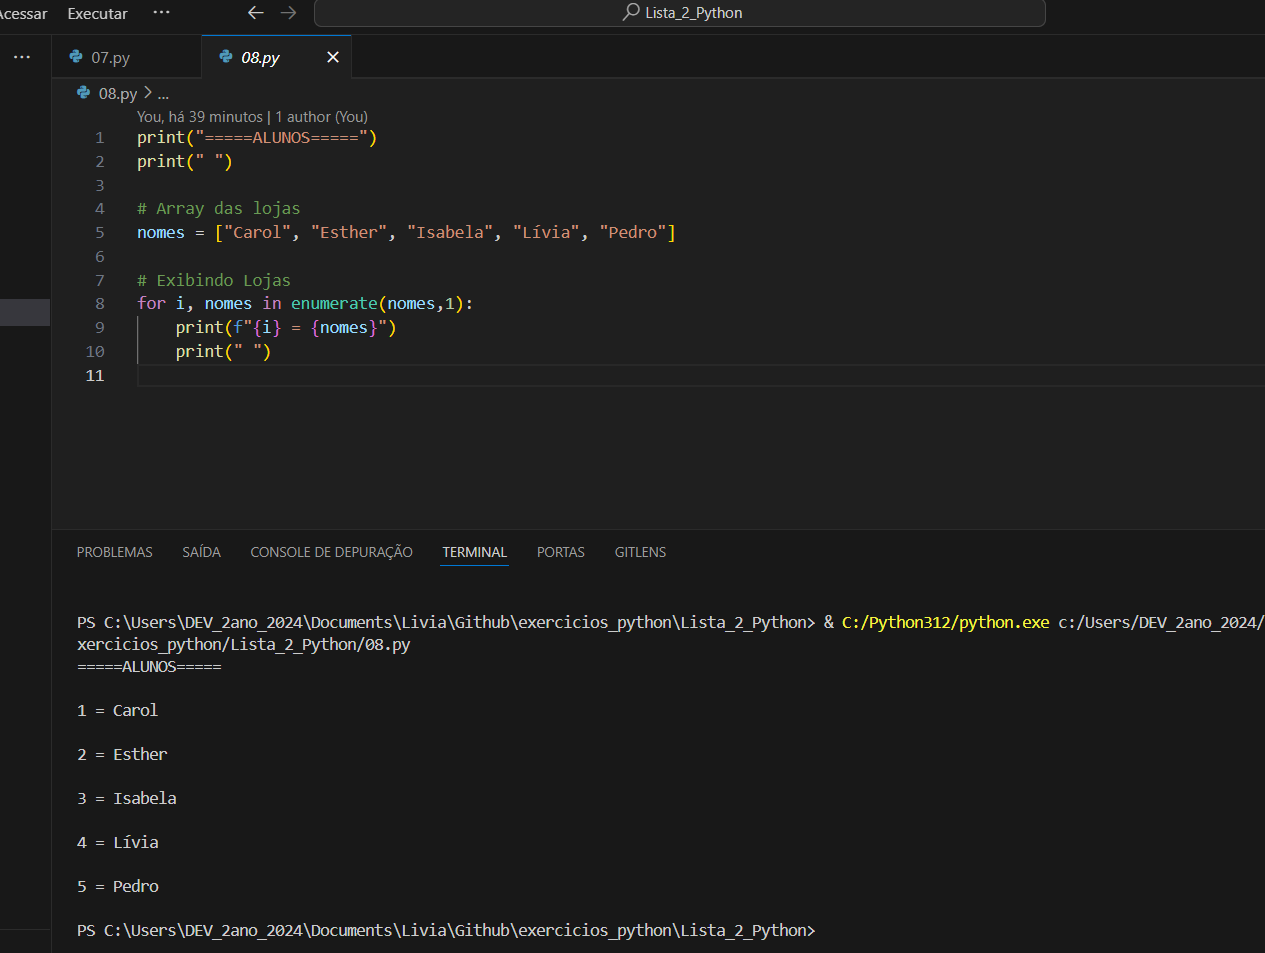 Acessar Executar ··· Lista_2_Python
··· 07.py 08.py
08.py > ...
You, há 39 minutos | 1 author (You)
1 print("=====ALUNOS=====")
2 print(" ")
3
4 # Array das lojas
5 nomes = ["Carol", "Esther", "Isabela", "Lívia", "Pedro"]
6
7 # Exibindo Lojas
8 for i, nomes in enumerate(nomes,1):
9     print(f"{i} = {nomes}")
10     print(" ")
11
PROBLEMAS SAÍDA CONSOLE DE DEPURAÇÃO TERMINAL PORTAS GITLENS
PS C:\Users\DEV_2ano_2024\Documents\Livia\Github\exercicios_python\Lista_2_Python> & C:/Python312/python.exe c:/Users/DEV_2ano_2024/
xercicios_python/Lista_2_Python/08.py
=====ALUNOS=====
1 = Carol
2 = Esther
3 = Isabela
4 = Lívia
5 = Pedro
PS C:\Users\DEV_2ano_2024\Documents\Livia\Github\exercicios_python\Lista_2_Python>